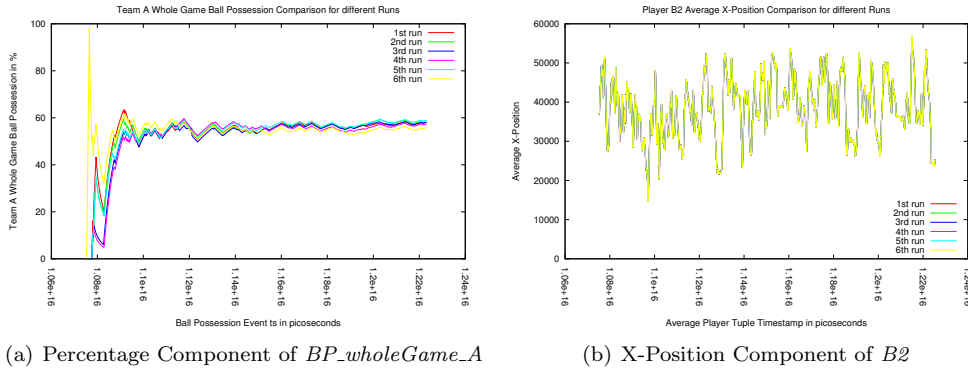 Team A Whole Game Ball Possession Comparison for different Runs
Team A Whole Game Ball Possession in %
100
80
60
40
20
0
1st run
2nd run
3rd run
4th run
5th run
6th run
1.06e+16
1.08e+16
1.1e+16
1.12e+16
1.14e+16
1.16e+16
1.18e+16
1.2e+16
1.22e+16
1.24e+16
Ball Possession Event ts in picoseconds
(a) Percentage Component of BP_wholeGame_A
Player B2 Average X-Position Comparison for different Runs
Average X-Position
60000
50000
40000
30000
20000
10000
0
1st run
2nd run
3rd run
4th run
5th run
6th run
1.06e+16
1.08e+16
1.1e+16
1.12e+16
1.14e+16
1.16e+16
1.18e+16
1.2e+16
1.22e+16
1.24e+16
Average Player Tuple Timestamp in picoseconds
(b) X-Position Component of B2